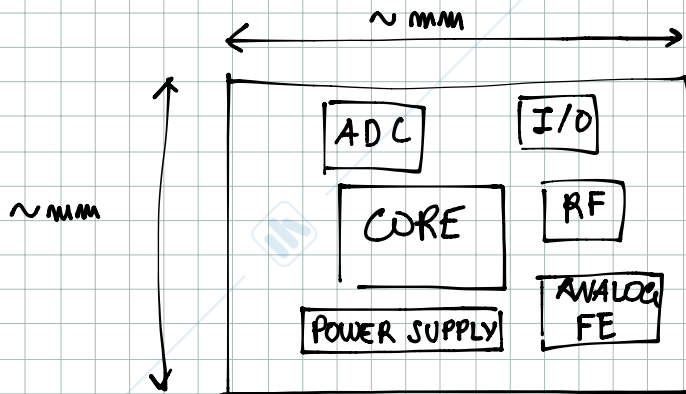 ~ mm
ADC
I/O
~ mm
CORE
RF
ANALOG
FE
POWER SUPPLY